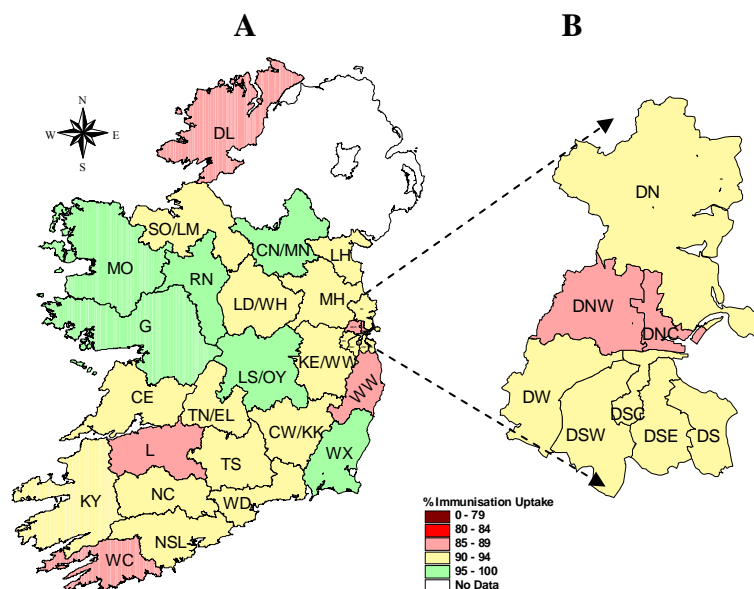 A
B
N
W E
S
DL
SO/LM
CN/MN
LH
MO
RN
LD/WH
MH
G
LS/OY
KE/WW
WW
CE
TN/EL
CW/KK
L
TS
WX
KY
NC
WD
NSL
WC
DN
DNW
DNC
DW
DSC
DSW
DSE
DS
% Immunisation Uptake
0 - 79
80 - 84
85 - 89
90 - 94
95 - 100
No Data